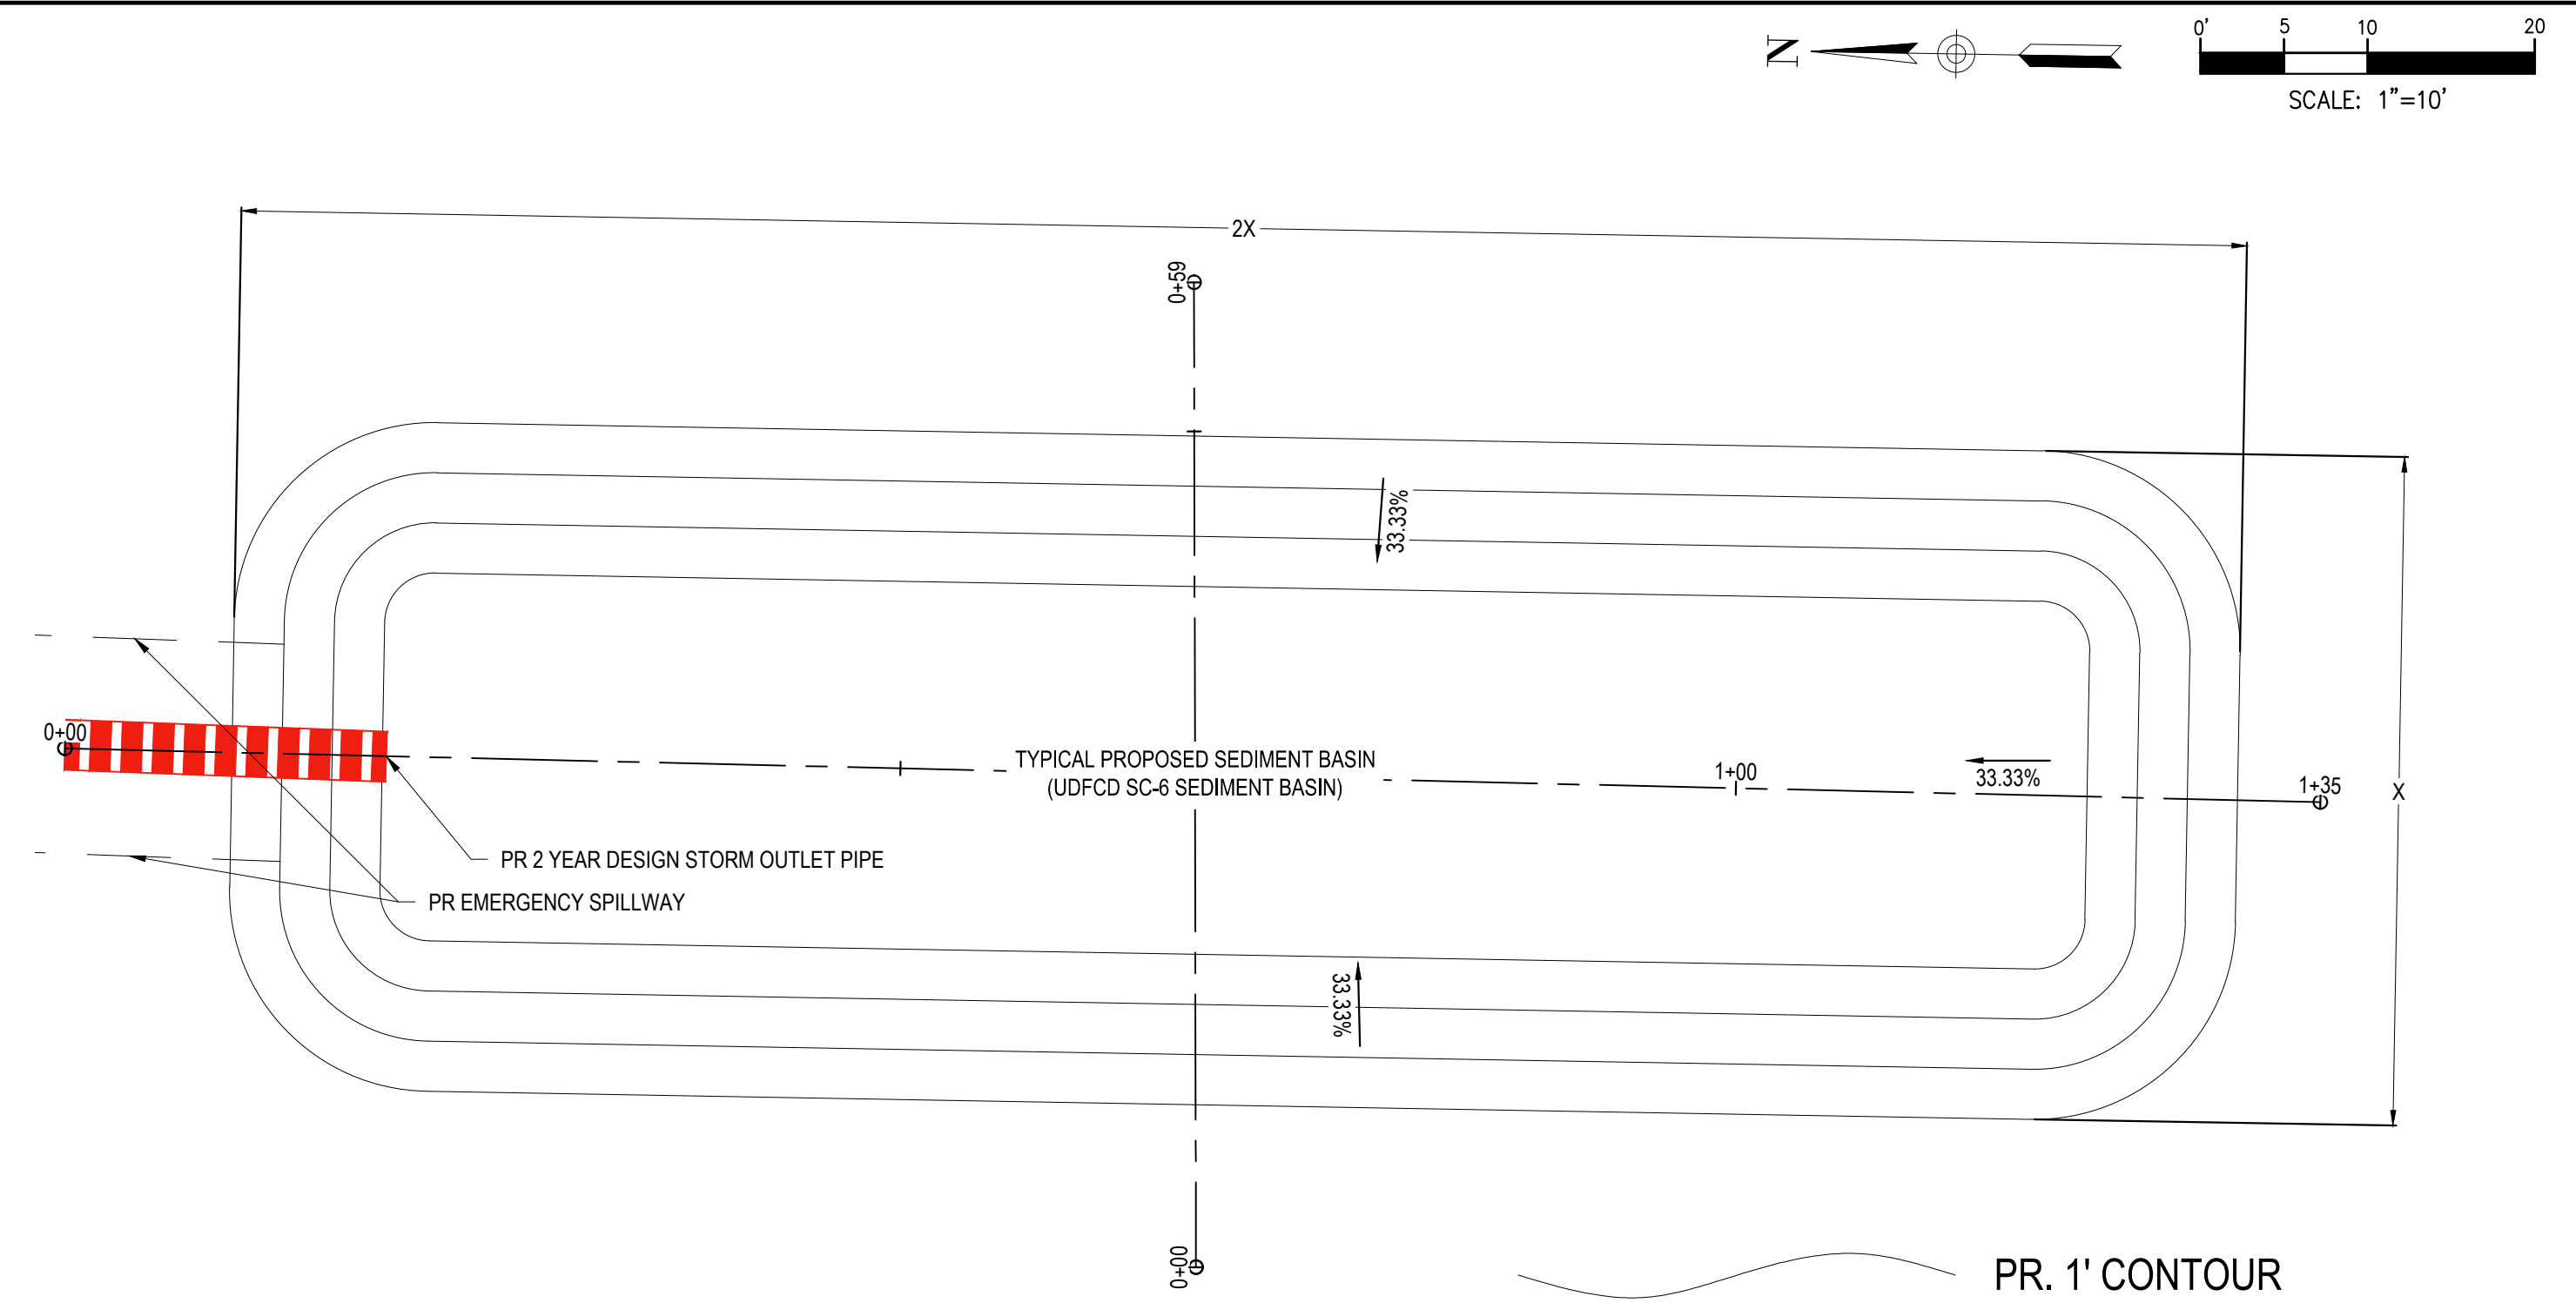 N
0' 5 10 20
SCALE: 1"=10'
2X
0+59
33.33%
0+00
TYPICAL PROPOSED SEDIMENT BASIN
(UDFCD SC-6 SEDIMENT BASIN)
1+00
33.33%
1+35
X
PR 2 YEAR DESIGN STORM OUTLET PIPE
PR EMERGENCY SPILLWAY
33.33%
0+00
PR. 1' CONTOUR